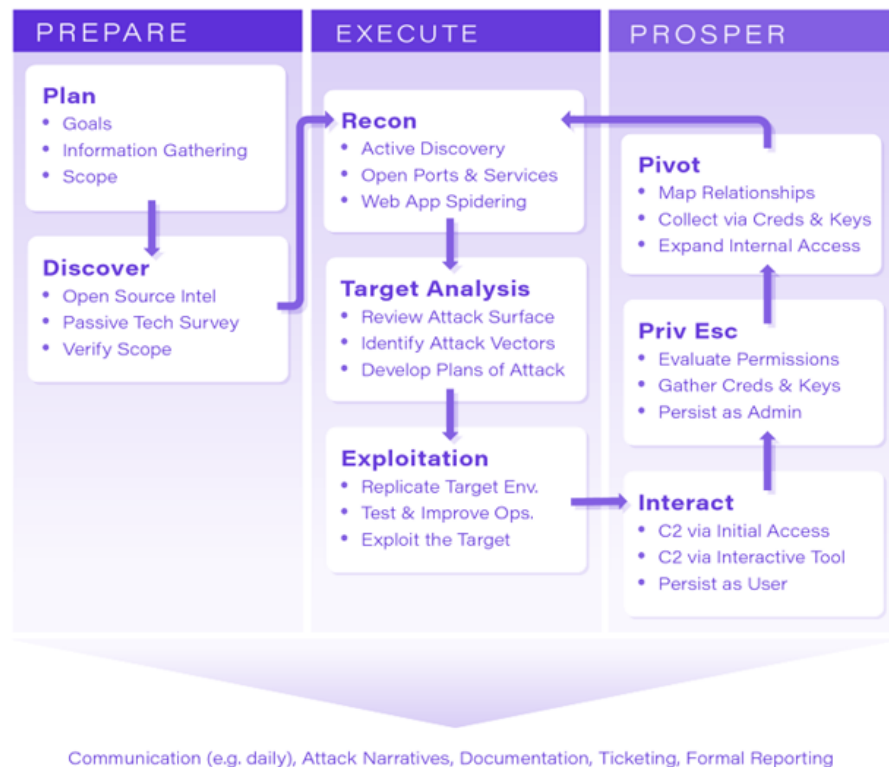 PREPARE
Plan
• Goals
• Information Gathering
• Scope
Discover
• Open Source Intel
• Passive Tech Survey
• Verify Scope
EXECUTE
Recon
• Active Discovery
• Open Ports & Services
• Web App Spidering
Target Analysis
• Review Attack Surface
• Identify Attack Vectors
• Develop Plans of Attack
Exploitation
• Replicate Target Env.
• Test & Improve Ops.
• Exploit the Target
PROSPER
Pivot
• Map Relationships
• Collect via Creds & Keys
• Expand Internal Access
Priv Esc
• Evaluate Permissions
• Gather Creds & Keys
• Persist as Admin
Interact
• C2 via Initial Access
• C2 via Interactive Tool
• Persist as User
Communication (e.g. daily), Attack Narratives, Documentation, Ticketing, Formal Reporting